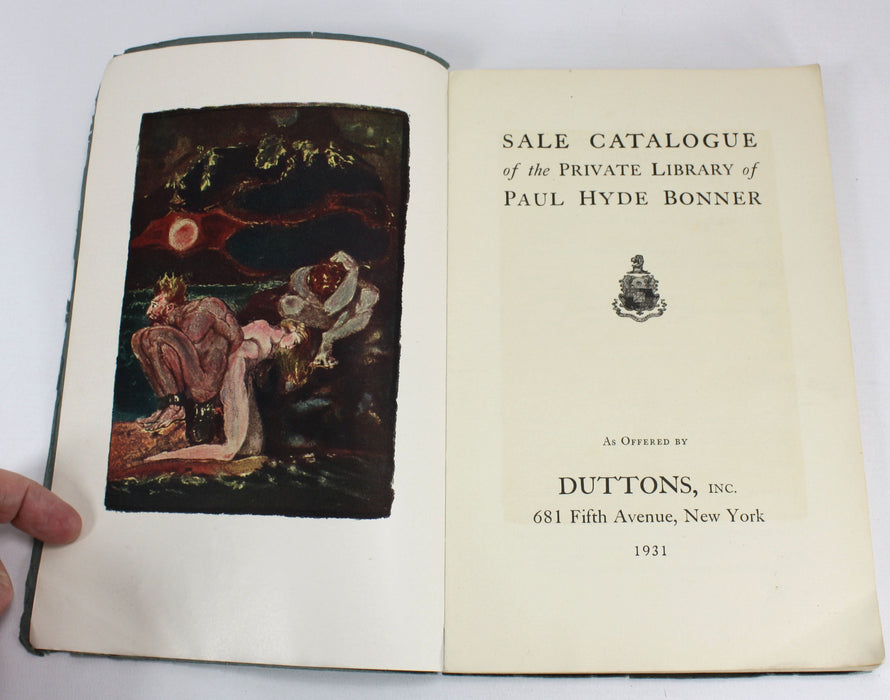 SALE CATALOGUE
of the PRIVATE LIBRARY of
PAUL HYDE BONNER
AS OFFERED BY
DUTTONS, INC.
681 Fifth Avenue, New York
1931